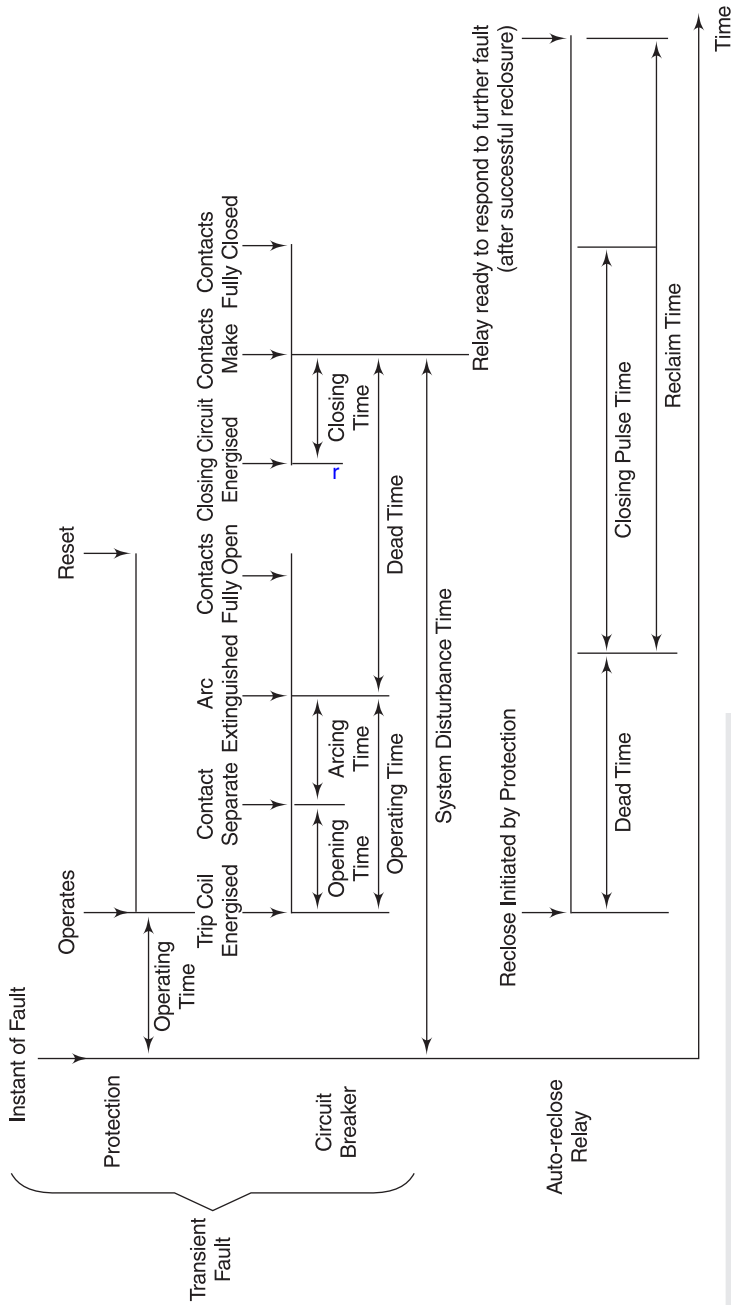 Instant of Fault
Operates
Reset
Transient
Fault
Protection
Operating
Time
Trip Coil
Energised
Contact
Separate
Arc
Extinguished
Contacts
Fully Open
Closing Circuit
Energised
Contacts
Make
Contacts
Fully Closed
Circuit
Breaker
Opening
Time
Arcing
Time
Closing
Time
r
Operating Time
Dead Time
System Disturbance Time
Reclose Initiated by Protection
Relay ready to respond to further fault
(after successful reclosure)
Auto-reclose
Relay
Dead Time
Closing Pulse Time
Reclaim Time
Time